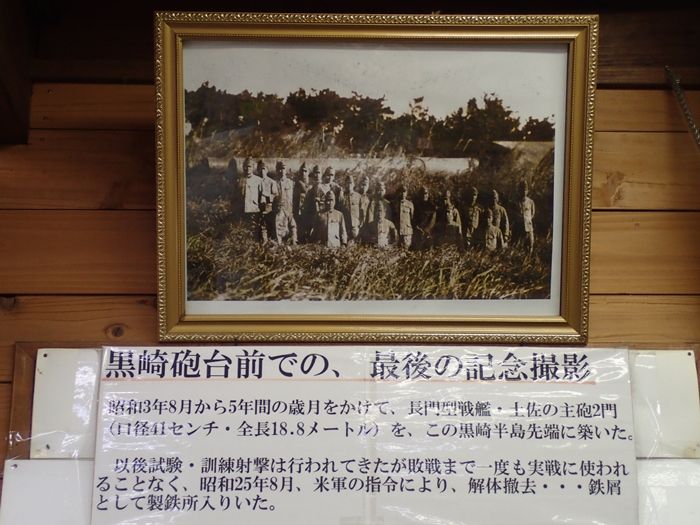 黒崎砲台前での、最後の記念撮影
昭和3年8月から5年間の歳月をかけて、長門型戦艦・土佐の主砲2門
(口径41センチ・全長18.8メートル)を、この黒崎半島先端に築いた。
以後試験・訓練射撃は行われてきたが敗戦まで一度も実戦に使われ
ることなく、昭和25年8月、米軍の指令により、解体撤去・・・鉄屑
として製鉄所入りいた。